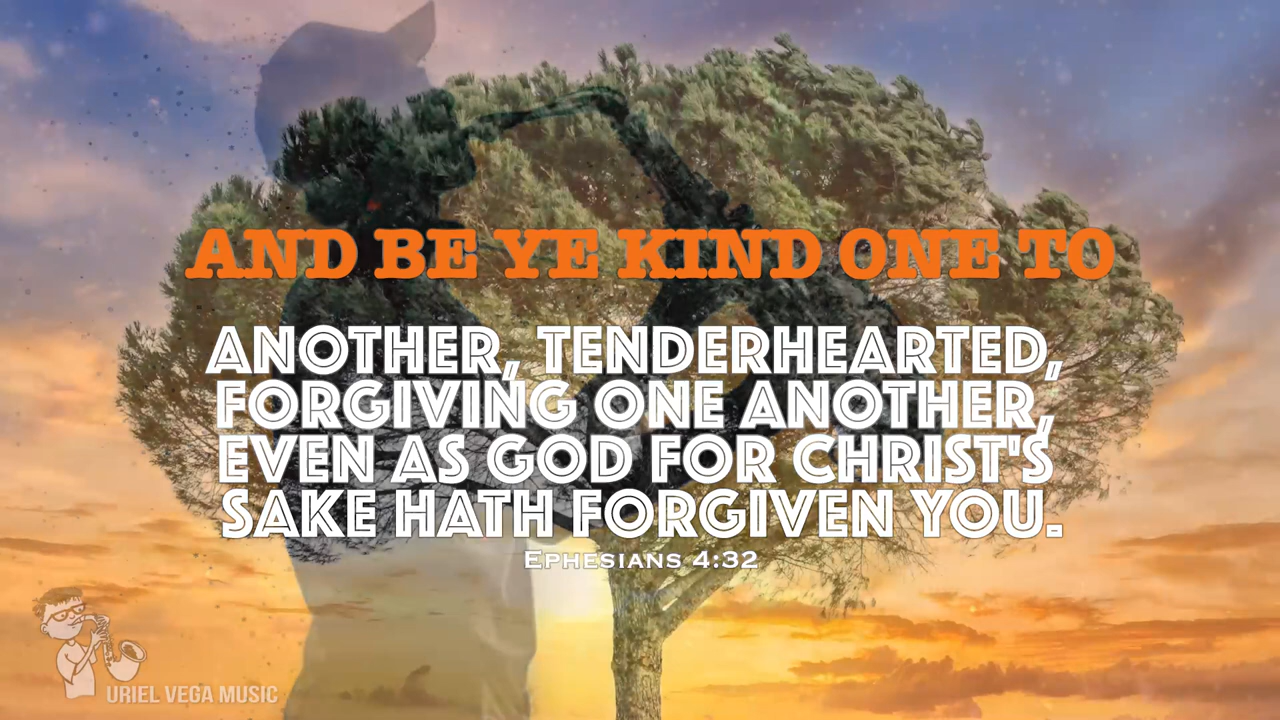 AND BE YE KIND ONE TO
ANOTHER, TENDERHEARTED,
FORGIVING ONE ANOTHER,
EVEN AS GOD FOR CHRIST'S
SAKE HATH FORGIVEN YOU.
EPHESIANS 4:32
URIEL VEGA MUSIC